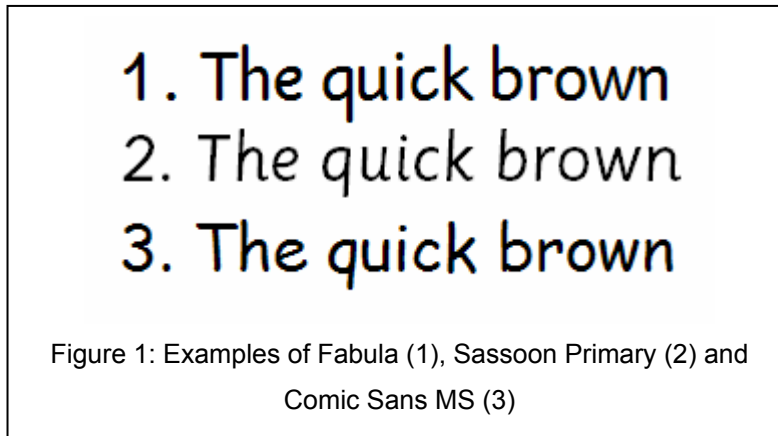 1. The quick brown
2. The quick brown
3. The quick brown
Figure 1: Examples of Fabula (1), Sassoon Primary (2) and
Comic Sans MS (3)